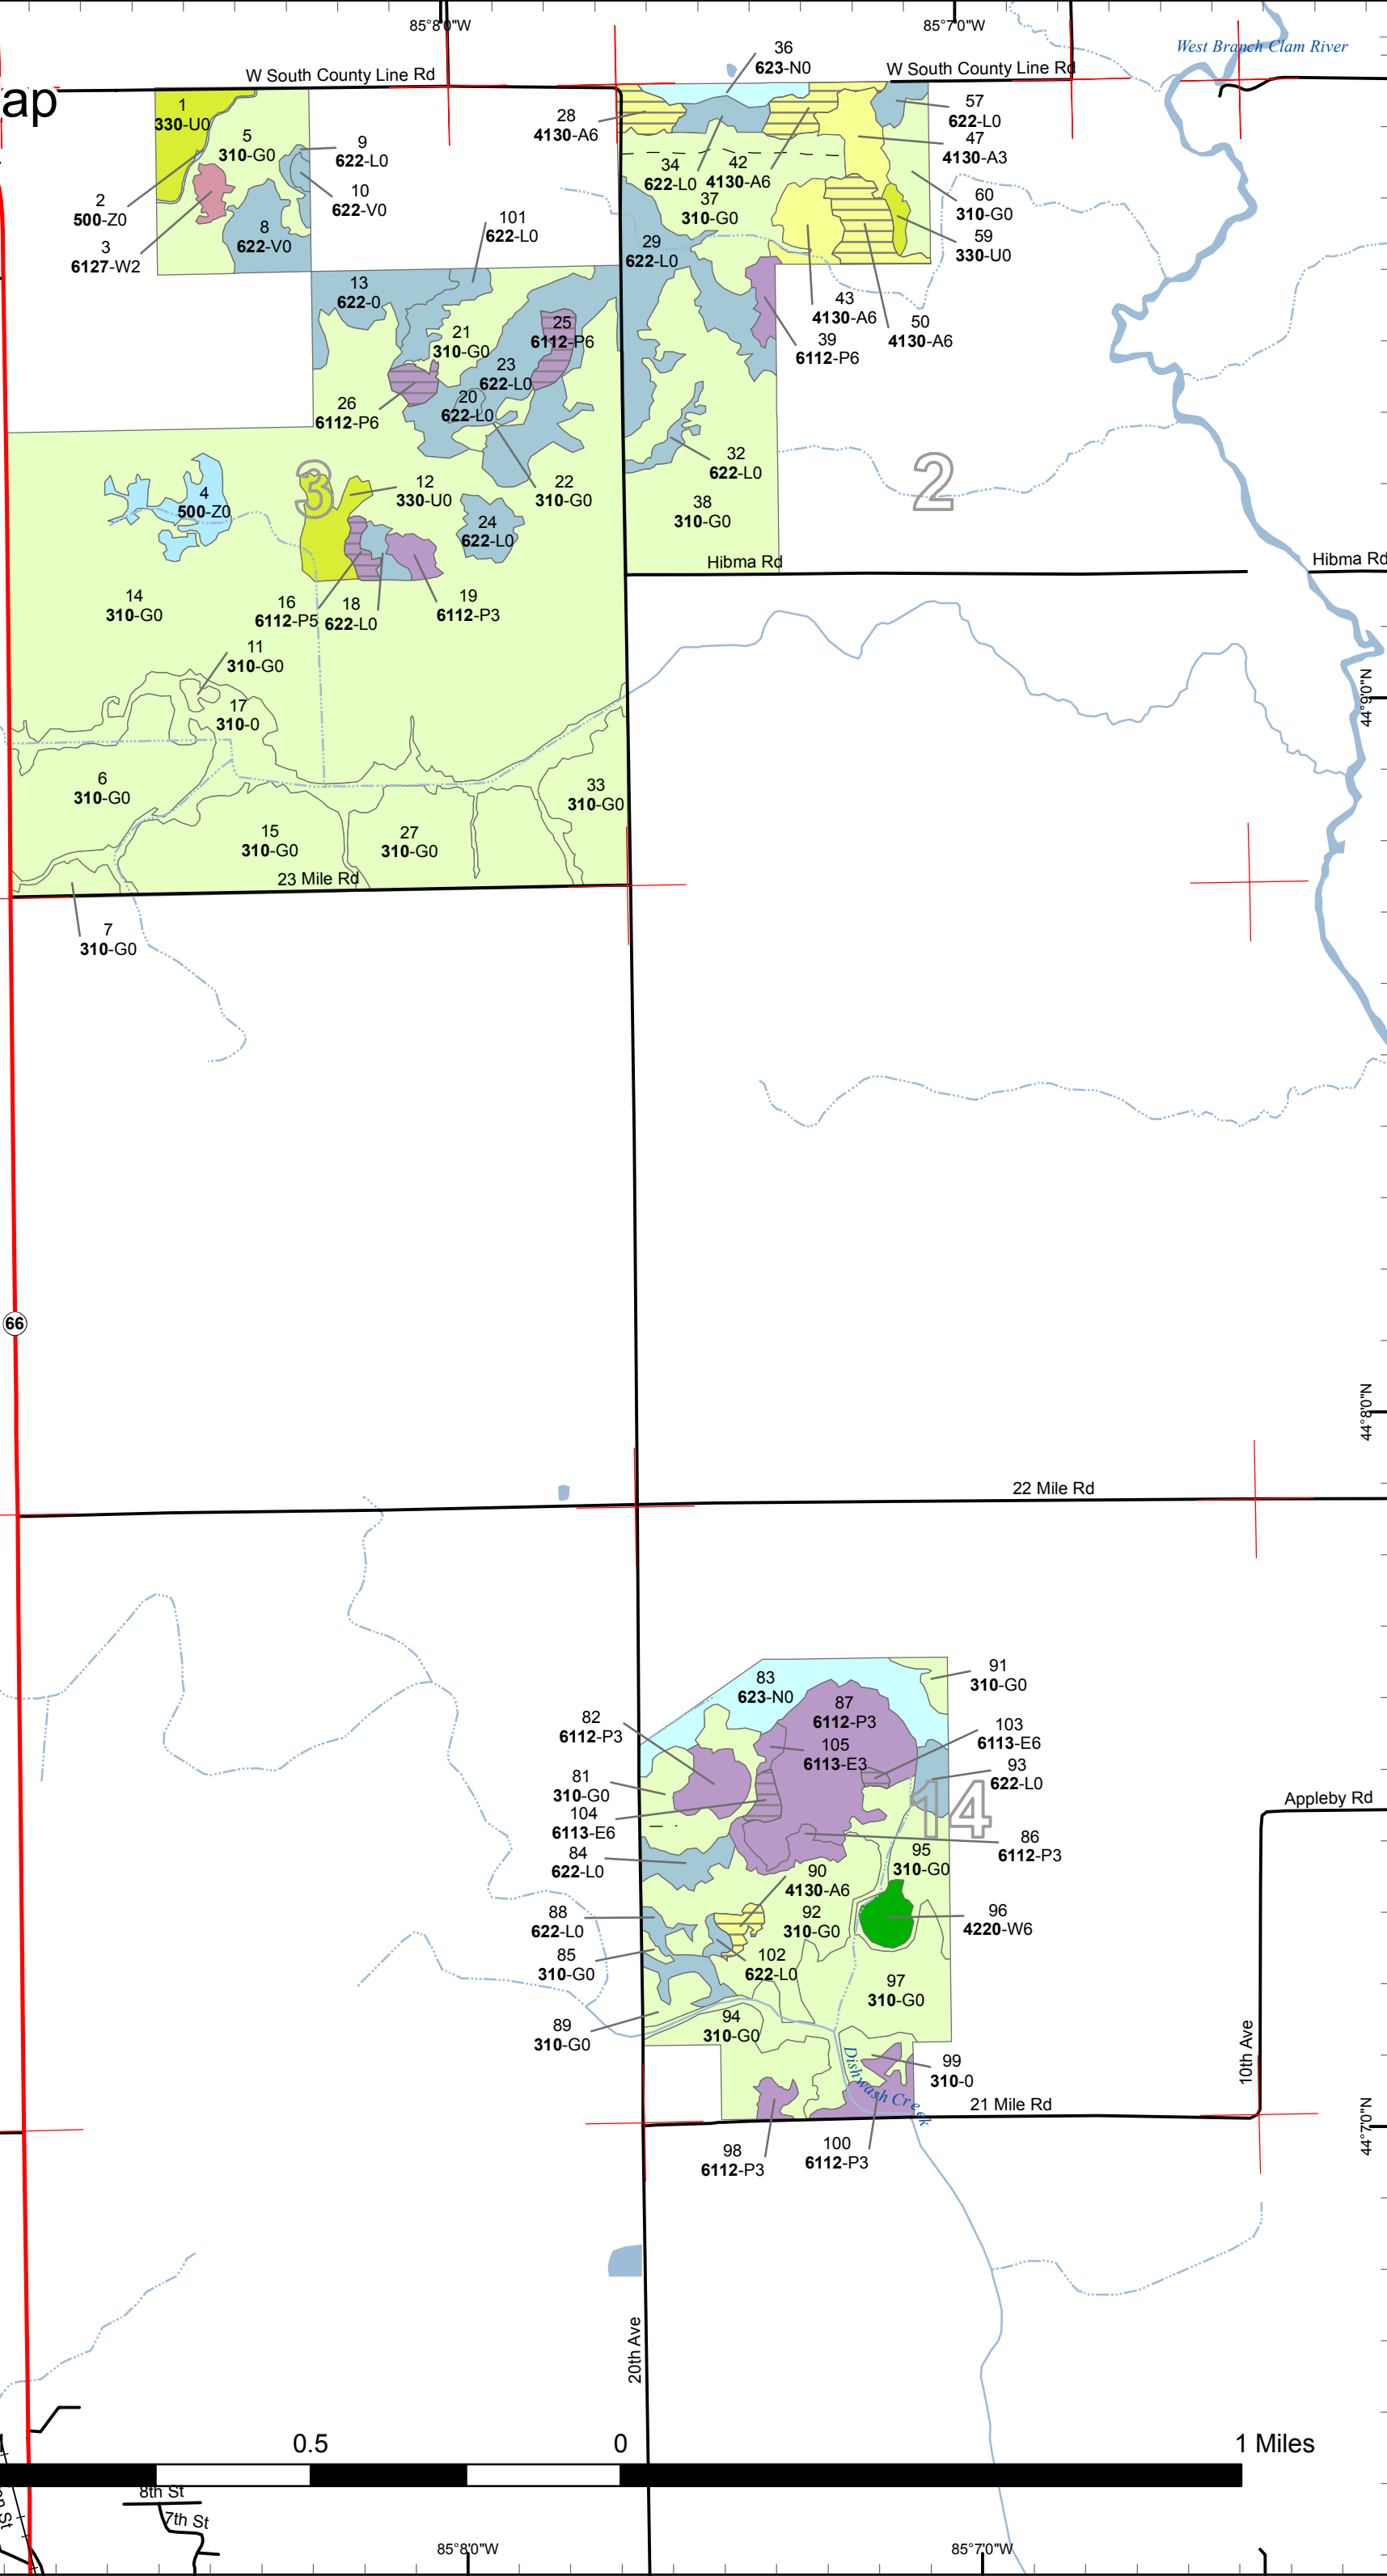 85°8'0"W
85°7'0"W
West Branch Clam River
W South County Line Rd
W South County Line Rd
ap
36
623-N0
28
4130-A6
57
622-L0
47
4130-A3
1
330-U0
5
310-G0
9
622-L0
10
622-V0
34
622-L0
42
4130-A6
37
310-G0
60
310-G0
59
330-U0
2
500-Z0
3
6127-W2
8
622-V0
101
622-L0
29
622-L0
13
622-0
43
4130-A6
50
4130-A6
39
6112-P6
21
310-G0
25
6112-P6
23
622-L0
20
622-L0
26
6112-P6
32
622-L0
3
2
4
500-Z0
12
330-U0
22
310-G0
24
622-L0
38
310-G0
Hibma Rd
Hibma Rd
14
310-G0
16
6112-P5
18
622-L0
19
6112-P3
11
310-G0
17
310-0
44°9'0"N
6
310-G0
33
310-G0
15
310-G0
27
310-G0
23 Mile Rd
7
310-G0
66
44°8'0"N
22 Mile Rd
83
623-N0
91
310-G0
87
6112-P3
82
6112-P3
103
6113-E6
105
6113-E3
93
622-L0
81
310-G0
14
Appleby Rd
104
6113-E6
86
6112-P3
84
622-L0
95
310-G0
90
4130-A6
88
622-L0
92
310-G0
96
4220-W6
85
310-G0
102
622-L0
97
310-G0
89
310-G0
94
310-G0
10th Ave
99
310-0
Dishwash Creek
21 Mile Rd
44°7'0"N
98
6112-P3
100
6112-P3
20th Ave
0.5
0
1 Miles
8th St
7th St
85°8'0"W
85°7'0"W